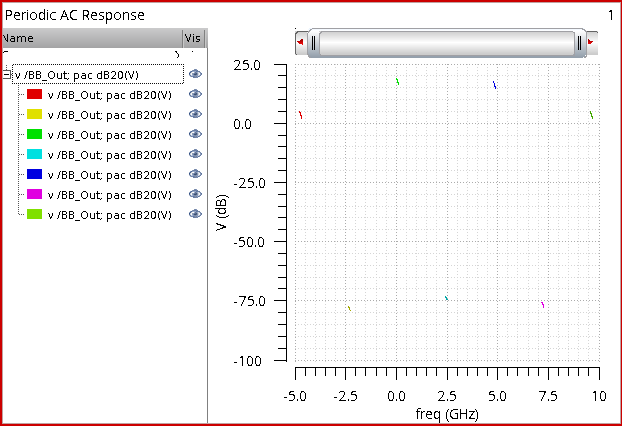 Periodic AC Response
1
Name
Vis
v /BB_Out; pac dB20(V)
v /BB_Out; pac dB20(V)
v /BB_Out; pac dB20(V)
v /BB_Out; pac dB20(V)
v /BB_Out; pac dB20(V)
v /BB_Out; pac dB20(V)
v /BB_Out; pac dB20(V)
v /BB_Out; pac dB20(V)
25.0
0.0
-25.0
-50.0
-75.0
-100
V (dB)
-5.0 -2.5 0.0 2.5 5.0 7.5 10
freq (GHz)